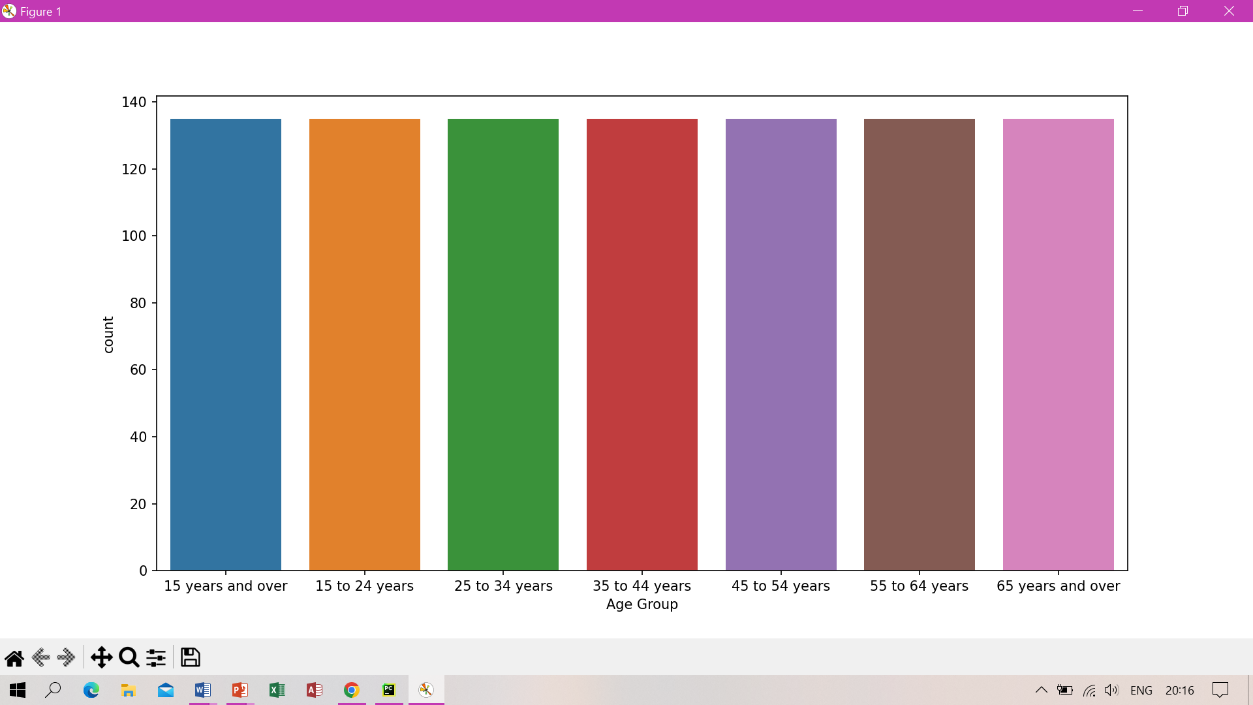 Figure 1
140
120
100
80
60
40
20
0
count
15 years and over 15 to 24 years 25 to 34 years 35 to 44 years 45 to 54 years 55 to 64 years 65 years and over
Age Group
ENG 20:16